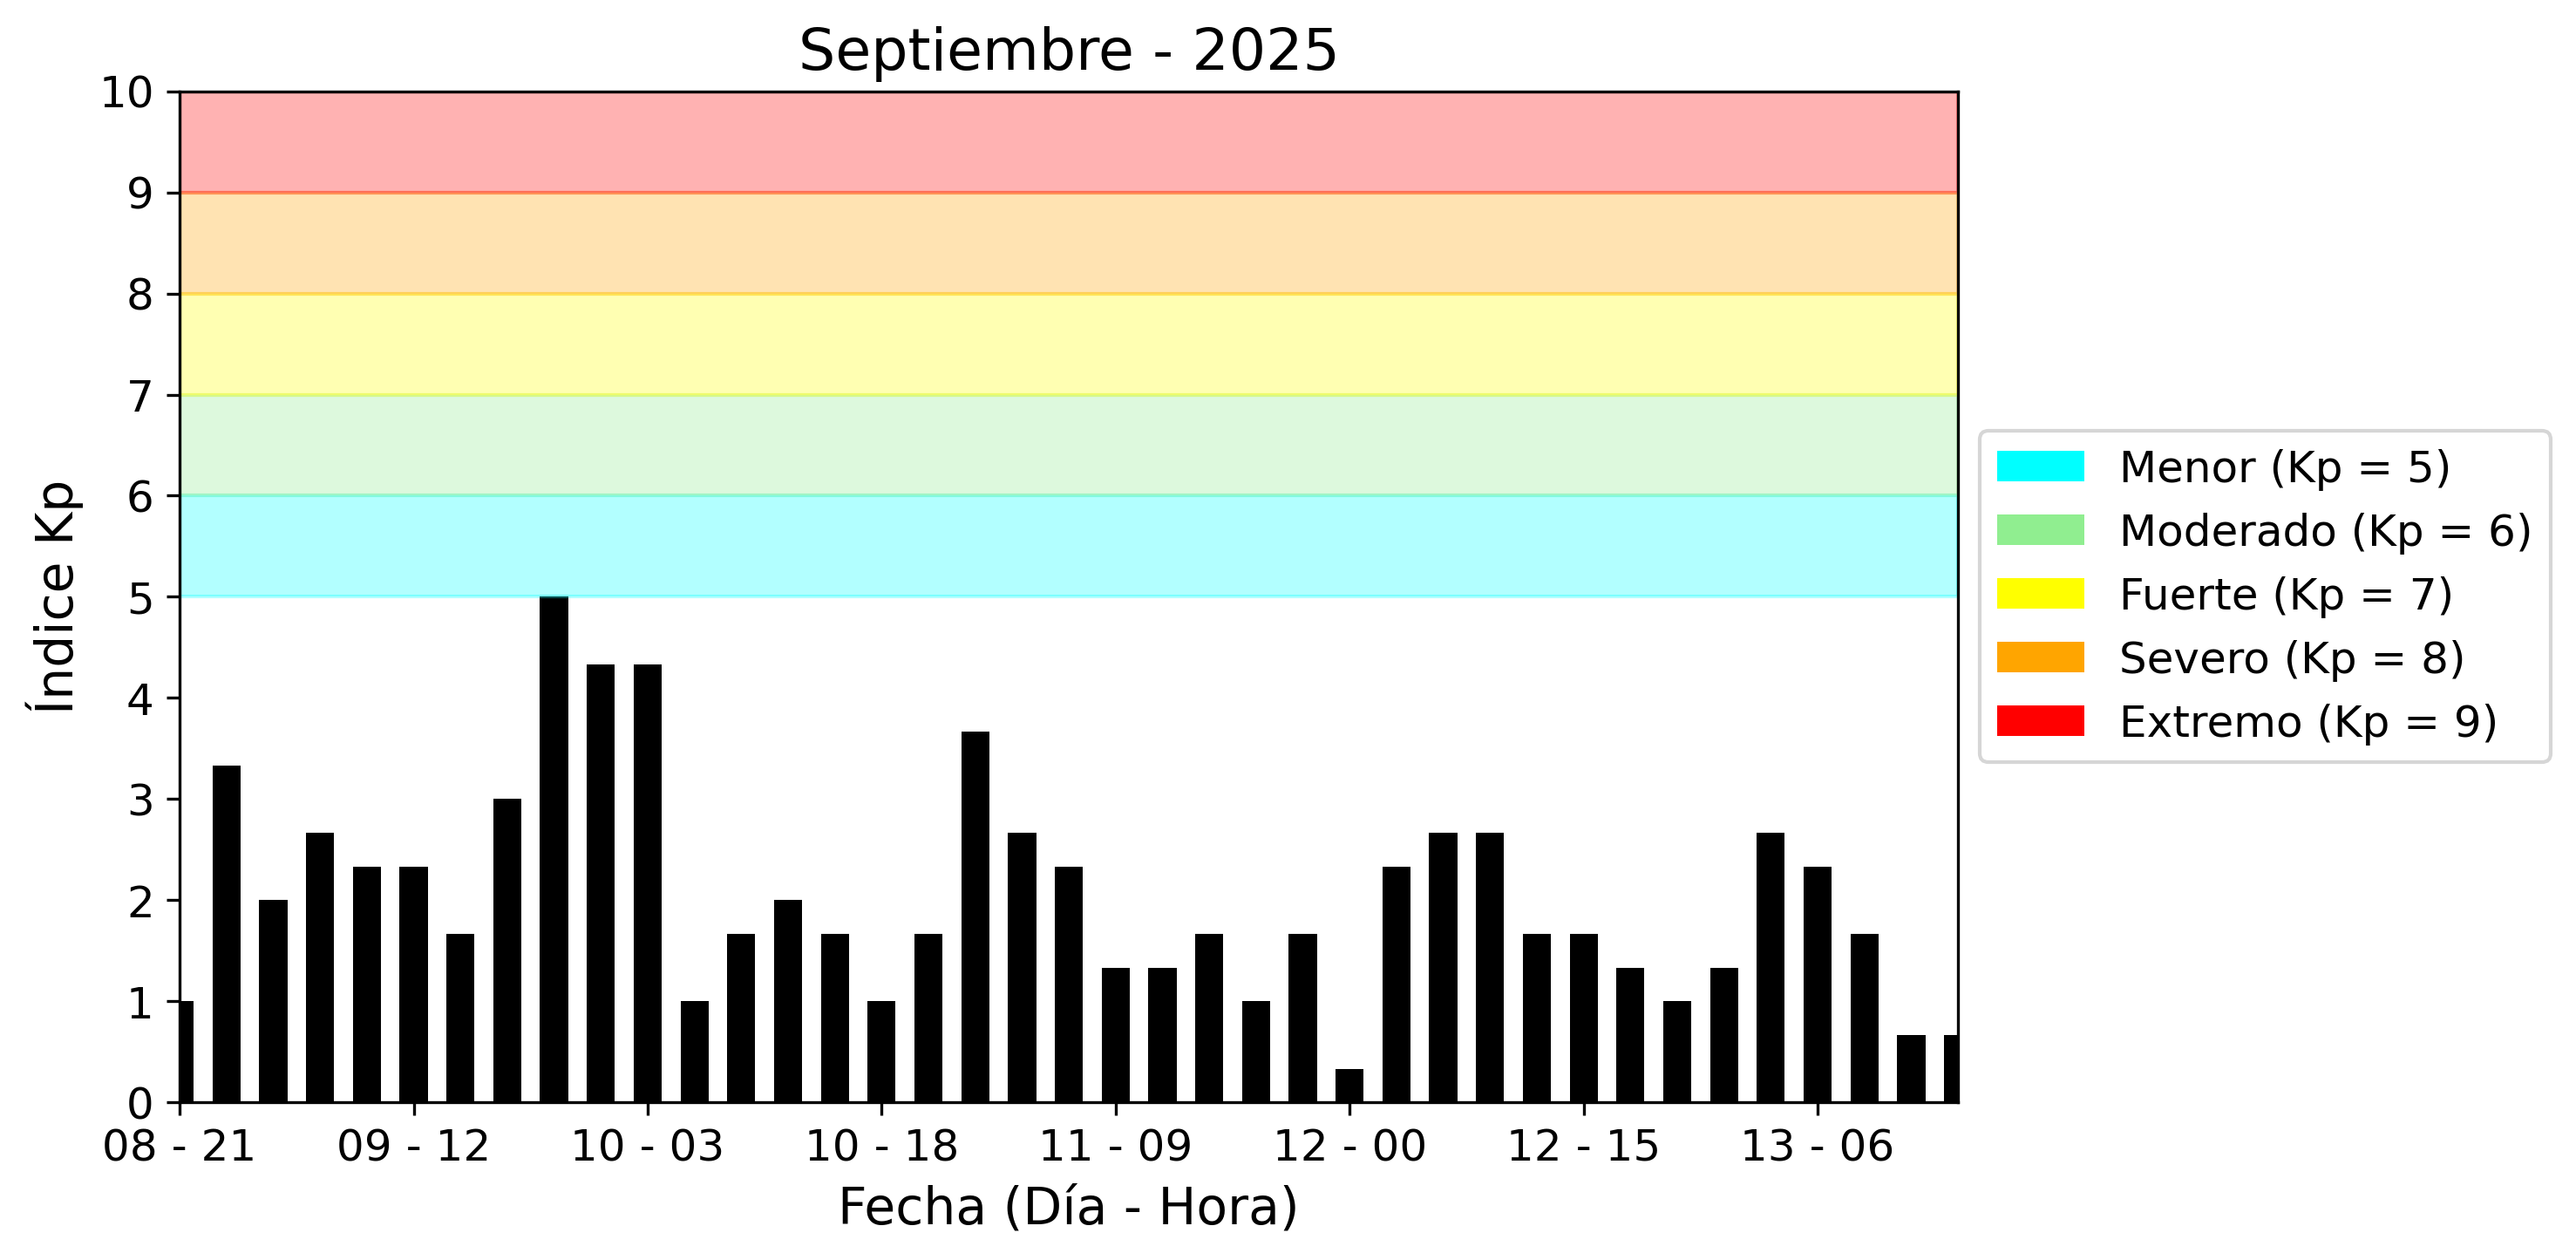 Septiembre - 2025
10
9
8
7
6
5
4
3
2
1
0
Índice Kp
08 - 21
09 - 12
10 - 03
10 - 18
11 - 09
12 - 00
12 - 15
13 - 06
Fecha (Día - Hora)
Menor (Kp = 5)
Moderado (Kp = 6)
Fuerte (Kp = 7)
Severo (Kp = 8)
Extremo (Kp = 9)